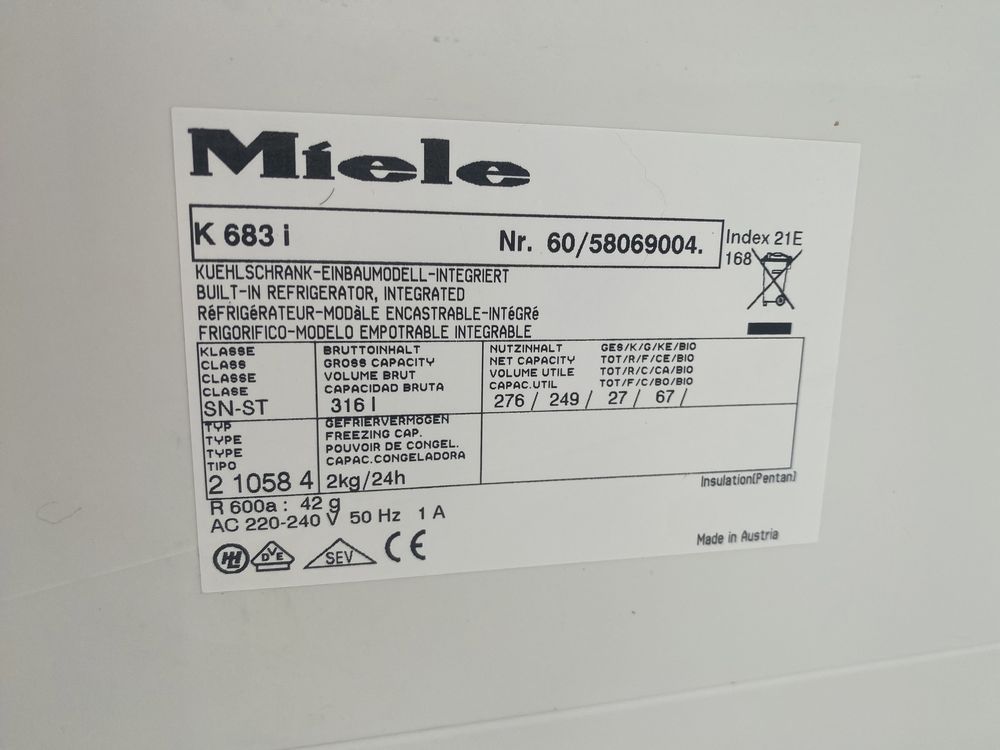 Miele
K 683 i Nr. 60/58069004. Index 21E
168
KUEHLSCHRANK-EINBAUMODELL-INTEGRIERT
BUILT-IN REFRIGERATOR, INTEGRATED
RéFRIGéRATEUR-MODèLE ENCASTRABLE-INTéGRé
FRIGORIFICO-MODELO EMPOTRABLE INTEGRABLE
KLASSE
CLASS
CLASSE
CLASE
SN-ST
BRUTTOINHALT
GROSS CAPACITY
VOLUME BRUT
CAPACIDAD BRUTA
316 l
NUTZINHALT GES/K/G/KE/BIO
NET CAPACITY TOT/R/F/CE/BIO
VOLUME UTILE TOT/R/C/CA/BIO
CAPAC.UTIL TOT/F/C/BO/BIO
276 / 249 / 27 / 67 /
TYP
TYPE
TYPE
TIPO
2 1058 4
GEFRIERVERMöGEN
FREEZING CAP.
POUVOIR DE CONGEL.
CAPAC.CONGELADORA
2kg/24h
Insulation(Pentan)
R 600a : 42 g
AC 220-240 V 50 Hz 1 A
DVE SEV CE
Made in Austria